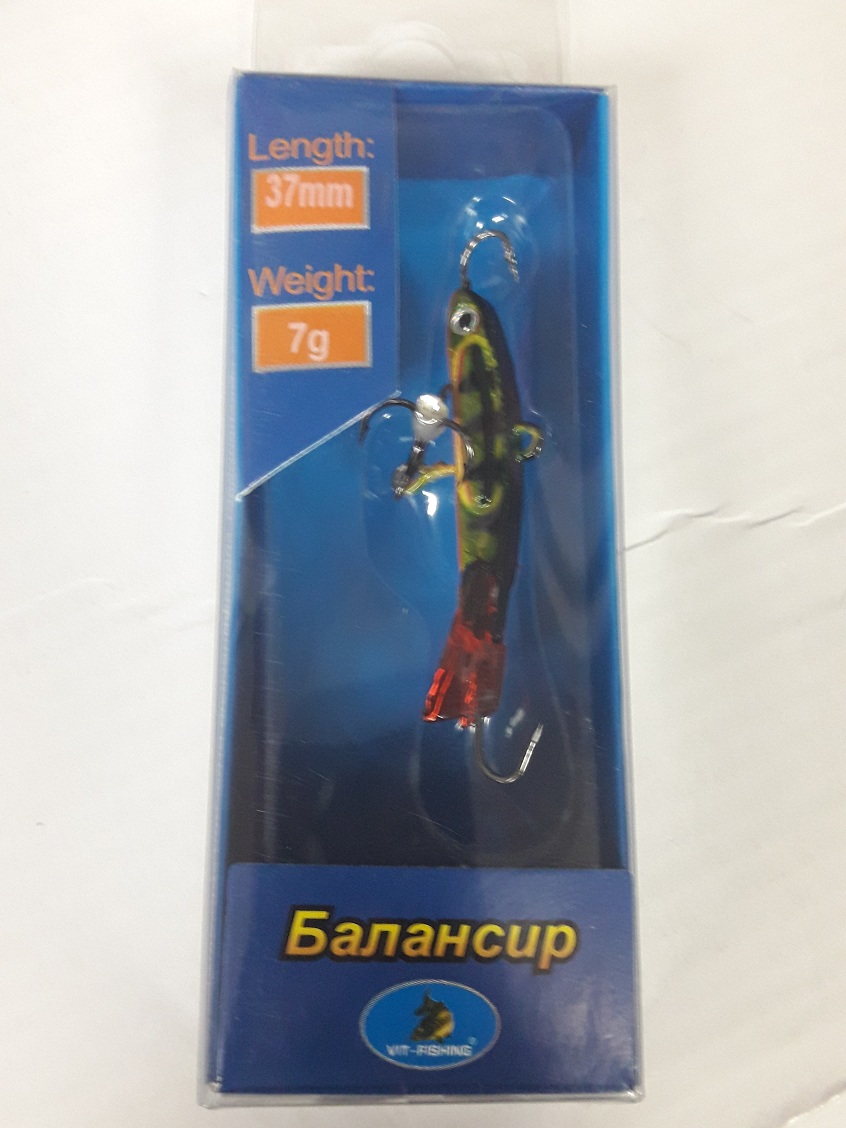 Length:
37mm
Weight:
7g
Балансир
VIT-FISHING